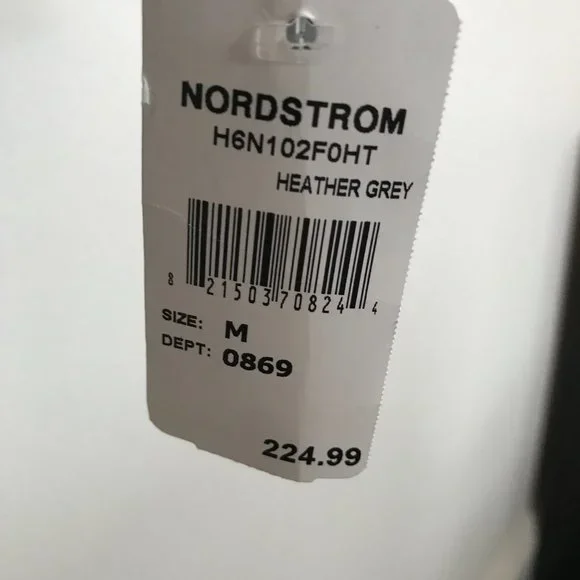 NORDSTROM
H6N102F0HT
HEATHER GREY
8 21503 70824 4
SIZE: M
DEPT: 0869
224.99